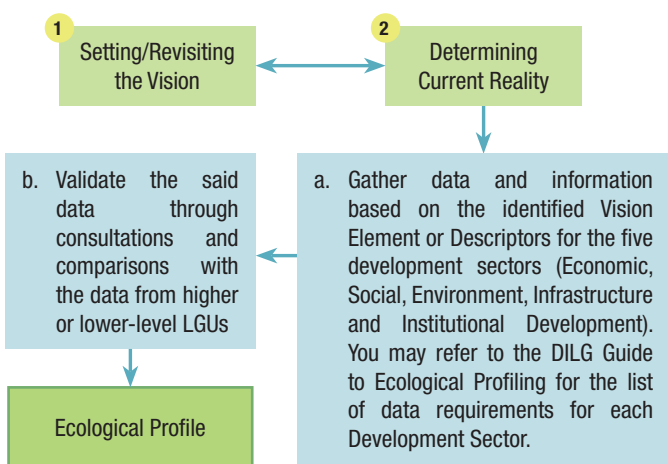 1
Setting/Revisiting
the Vision
2
Determining
Current Reality
a. Gather data and information
based on the identified Vision
Element or Descriptors for the five
development sectors (Economic,
Social, Environment, Infrastructure
and Institutional Development).
You may refer to the DILG Guide
to Ecological Profiling for the list
of data requirements for each
Development Sector.
b. Validate the said
data through
consultations and
comparisons with
the data from higher
or lower-level LGUs
Ecological Profile